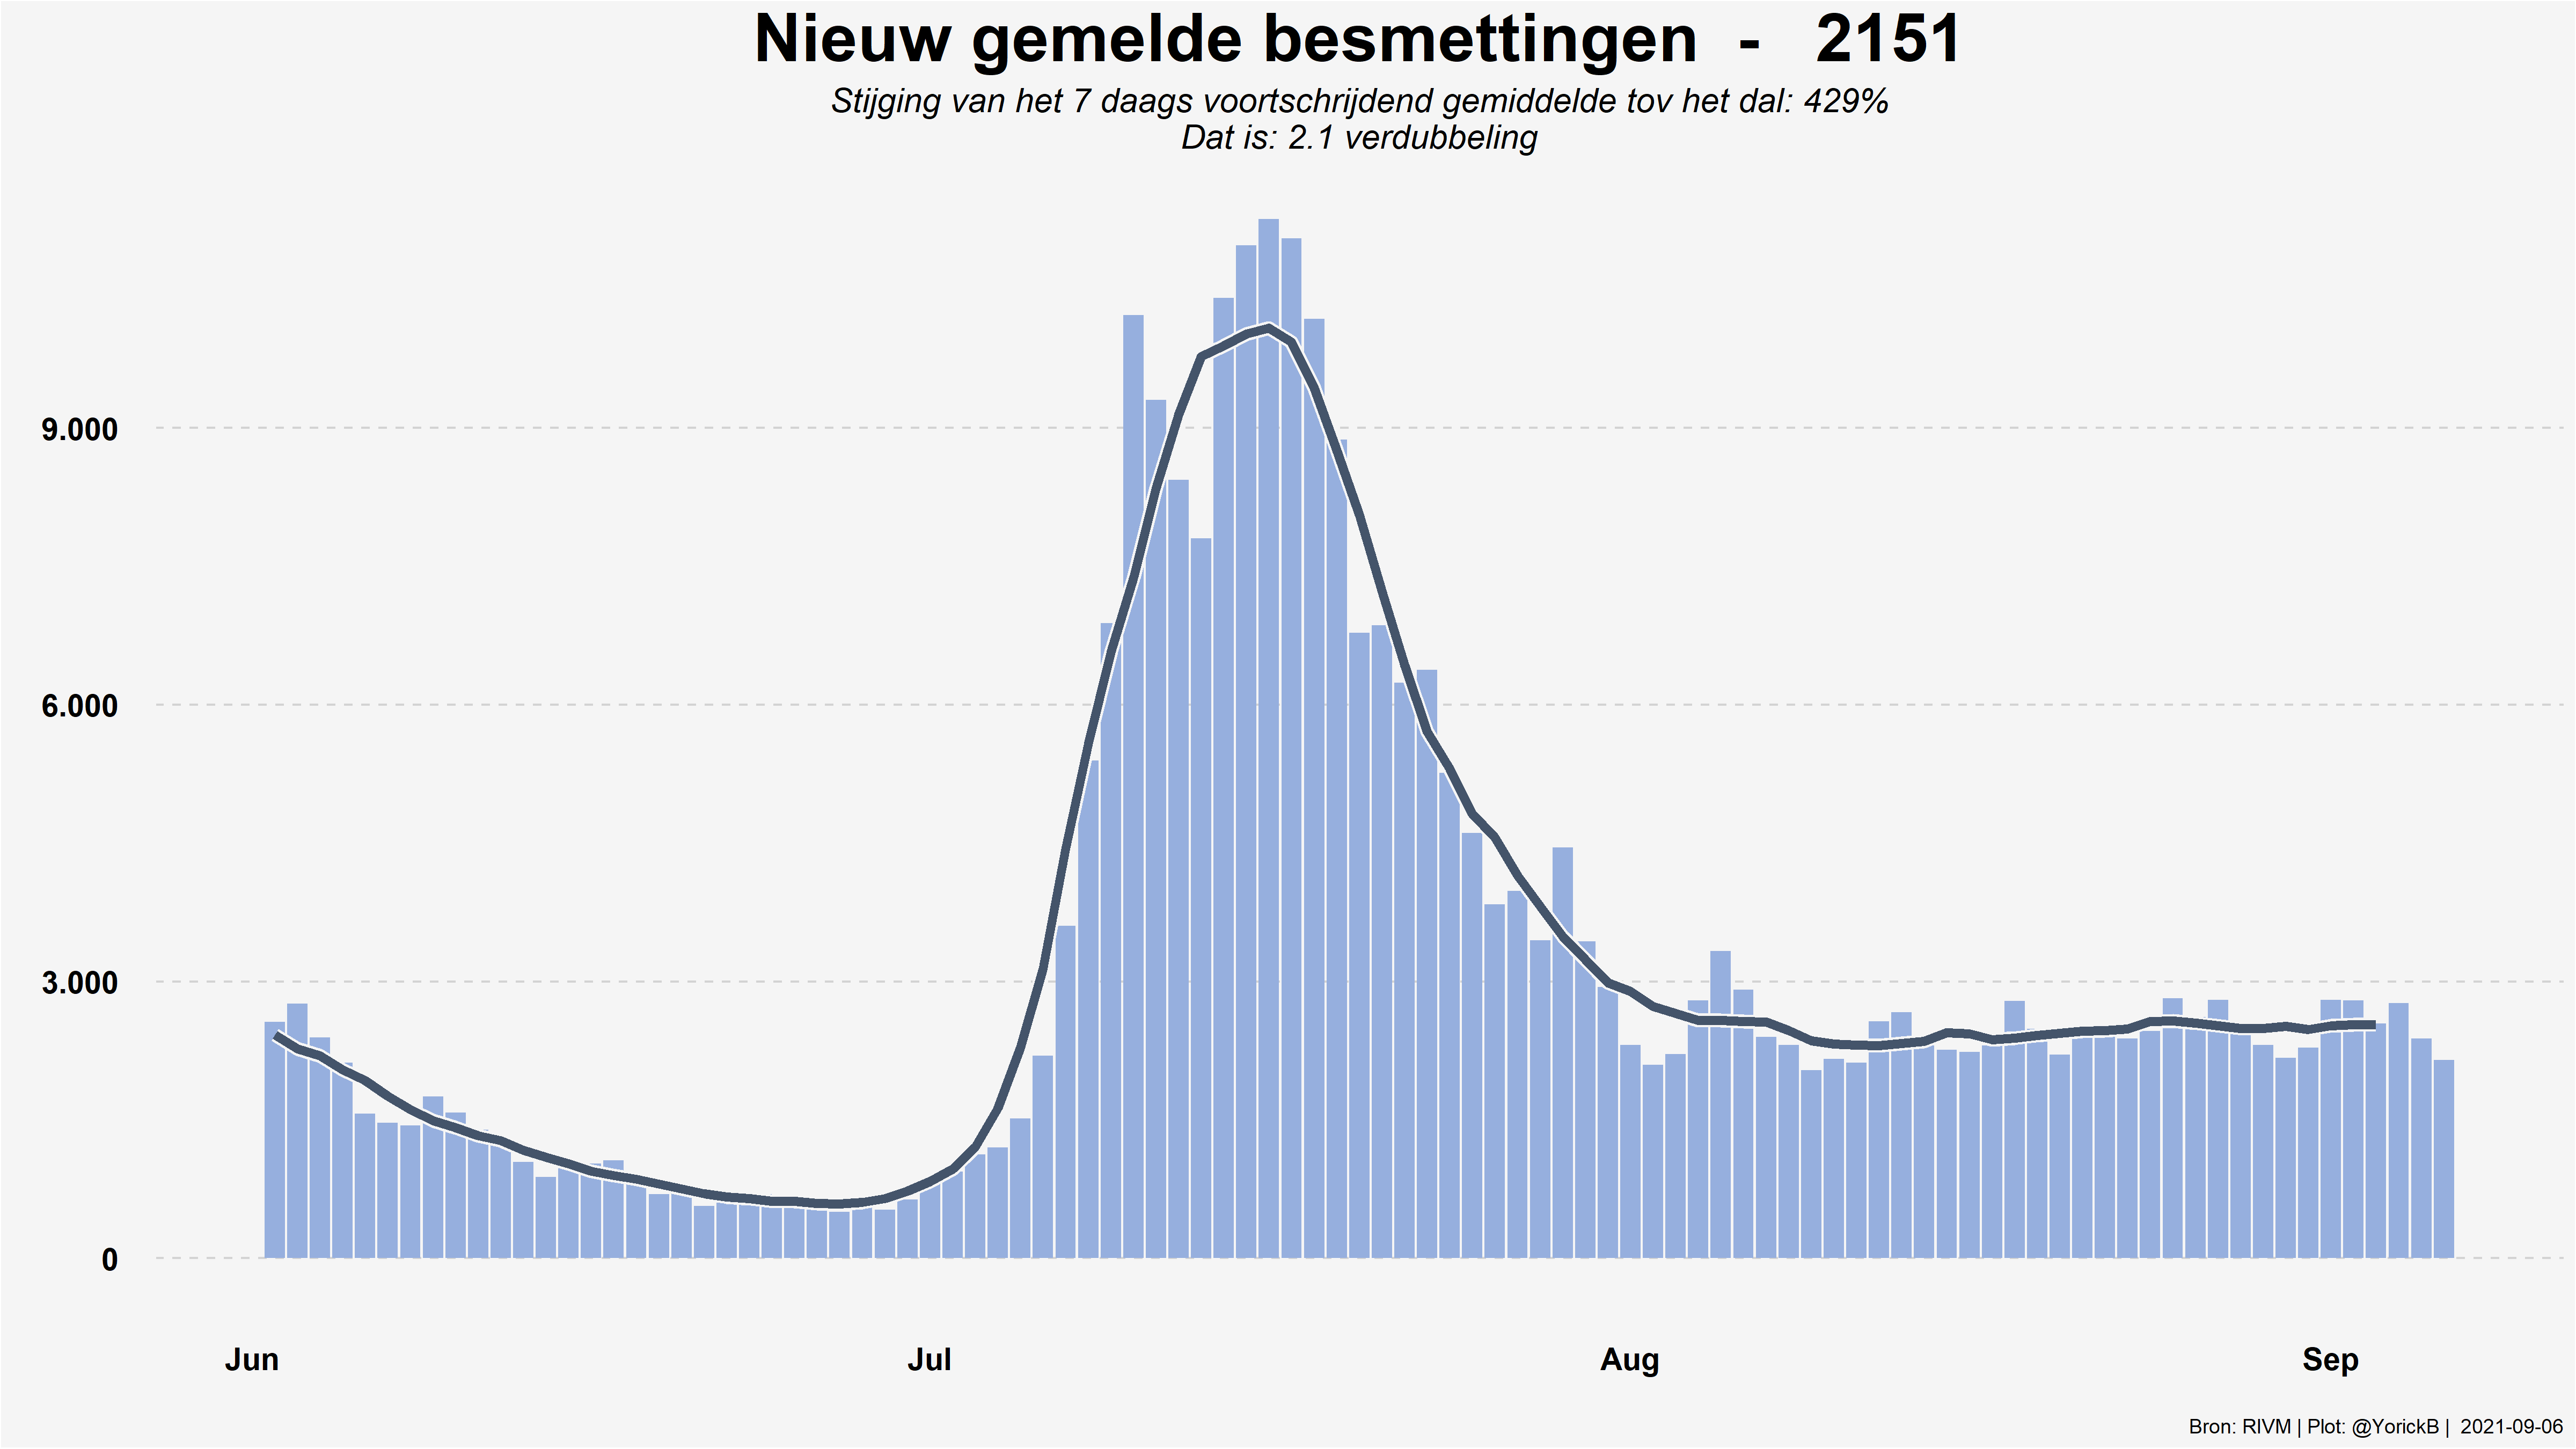 Nieuw gemelde besmettingen - 2151
Stijging van het 7 daags voortschrijdend gemiddelde tov het dal: 429%
Dat is: 2.1 verdubbeling
9.000
6.000
3.000
0
Jun Jul Aug Sep
Bron: RIVM | Plot: @YorickB | 2021-09-06